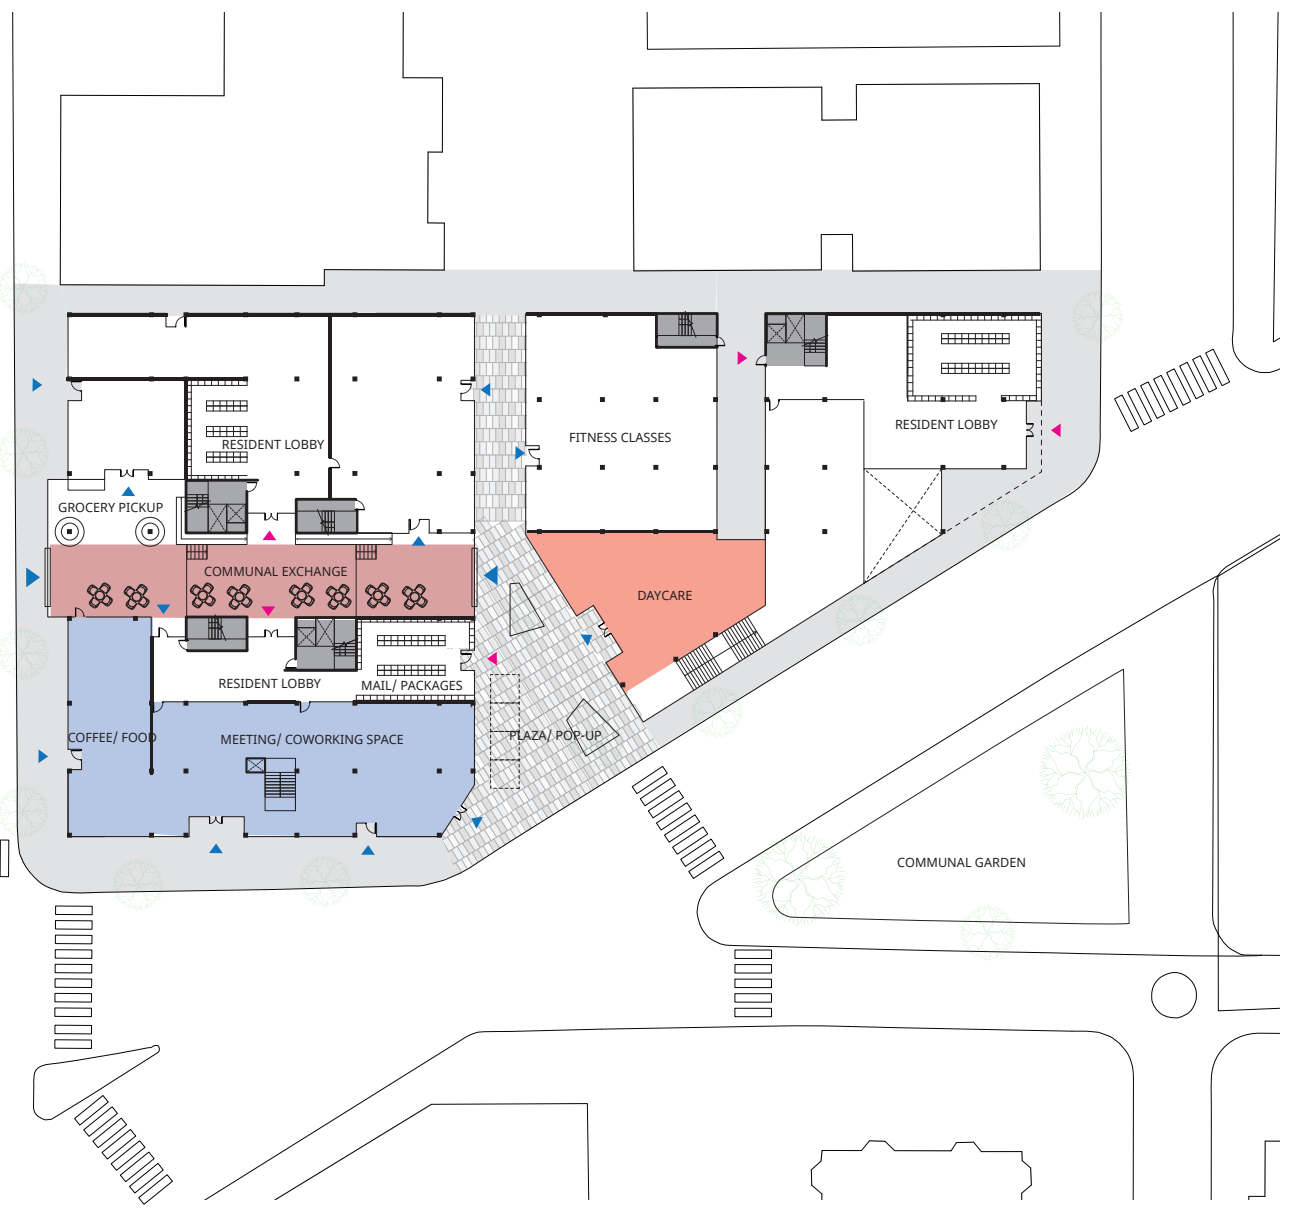 RESIDENT LOBBY
FITNESS CLASSES
RESIDENT LOBBY
GROCERY PICKUP
COMMUNAL EXCHANGE
DAYCARE
RESIDENT LOBBY
MAIL/ PACKAGES
COFFEE/ FOOD
MEETING/ COWORKING SPACE
PLAZA/ POP-UP
COMMUNAL GARDEN